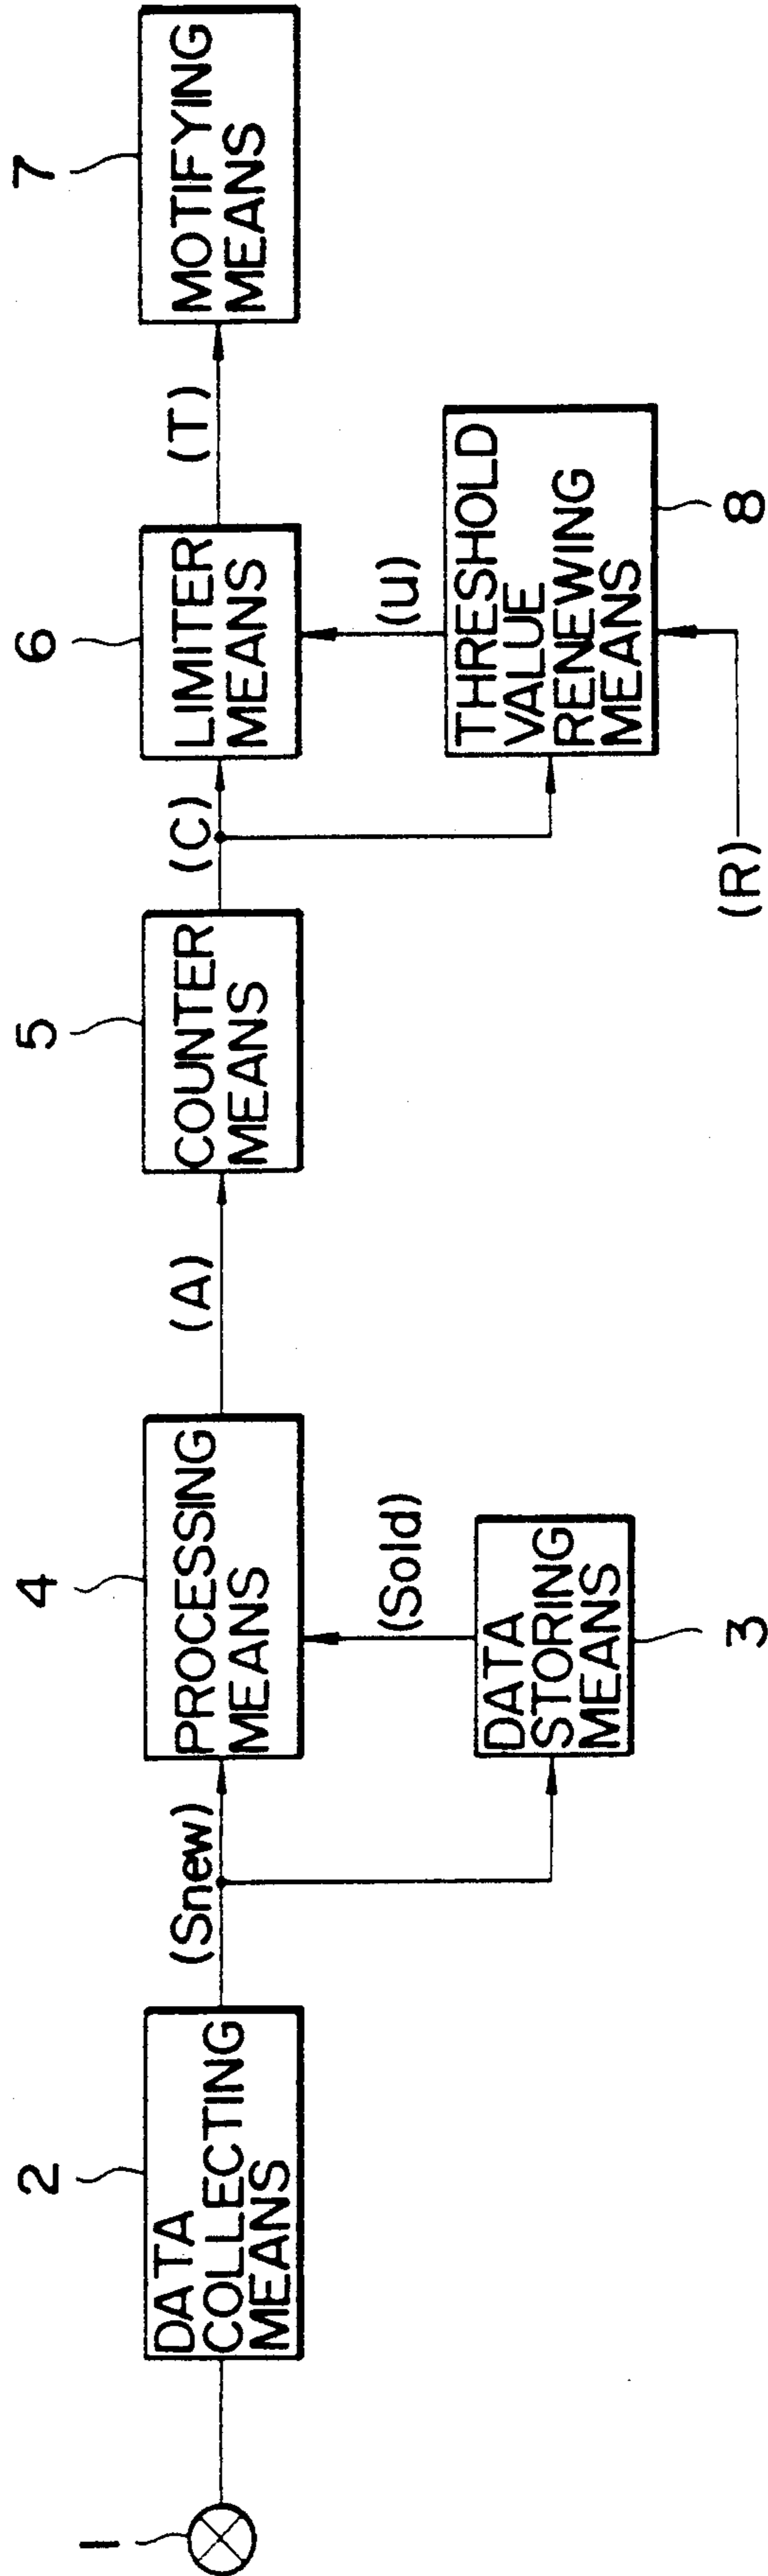 1
2
DATA
COLLECTING
MEANS
(Snew)
4
PROCESSING
MEANS
(Sold)
DATA
STORING
MEANS
3
(A)
5
COUNTER
MEANS
(C)
6
LIMITER
MEANS
(u)
THRESHOLD
VALUE
RENEWING
MEANS
8
(R)
(T)
7
MOTIFYING
MEANS